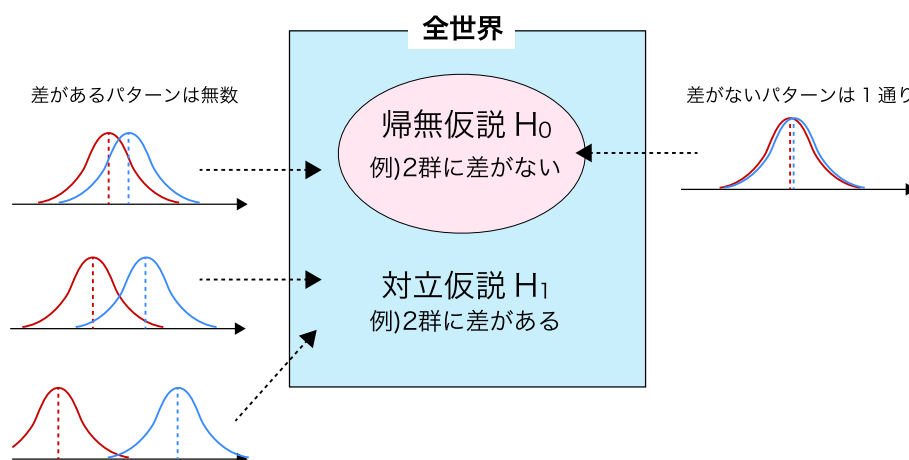 全世界
差があるパターンは無数
差がないパターンは 1 通り
帰無仮説 H₀
例)2群に差がない
対立仮説 H₁
例)2群に差がある